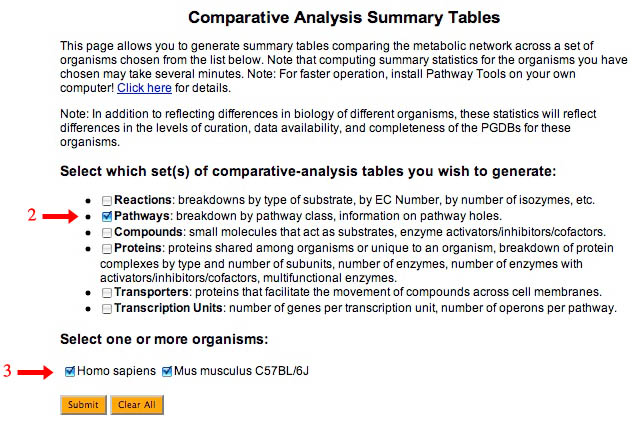 Comparative Analysis Summary Tables
This page allows you to generate summary tables comparing the metabolic network across a set of
organisms chosen from the list below. Note that computing summary statistics for the organisms you have
chosen may take several minutes. Note: For faster operation, install Pathway Tools on your own
computer! Click here for details.
Note: In addition to reflecting differences in biology of different organisms, these statistics will reflect
differences in the levels of curation, data availability, and completeness of the PGDBs for these
organisms.
Select which set(s) of comparative-analysis tables you wish to generate:
Reactions: breakdowns by type of substrate, by EC Number, by number of isozymes, etc.
2 Pathways: breakdown by pathway class, information on pathway holes.
Compounds: small molecules that act as substrates, enzyme activators/inhibitors/cofactors.
Proteins: proteins shared among organisms or unique to an organism, breakdown of protein
complexes by type and number of subunits, number of enzymes, number of enzymes with
activators/inhibitors/cofactors, multifunctional enzymes.
Transporters: proteins that facilitate the movement of compounds across cell membranes.
Transcription Units: number of genes per transcription unit, number of operons per pathway.
Select one or more organisms:
3 Homo sapiens Mus musculus C57BL/6J
Submit Clear All